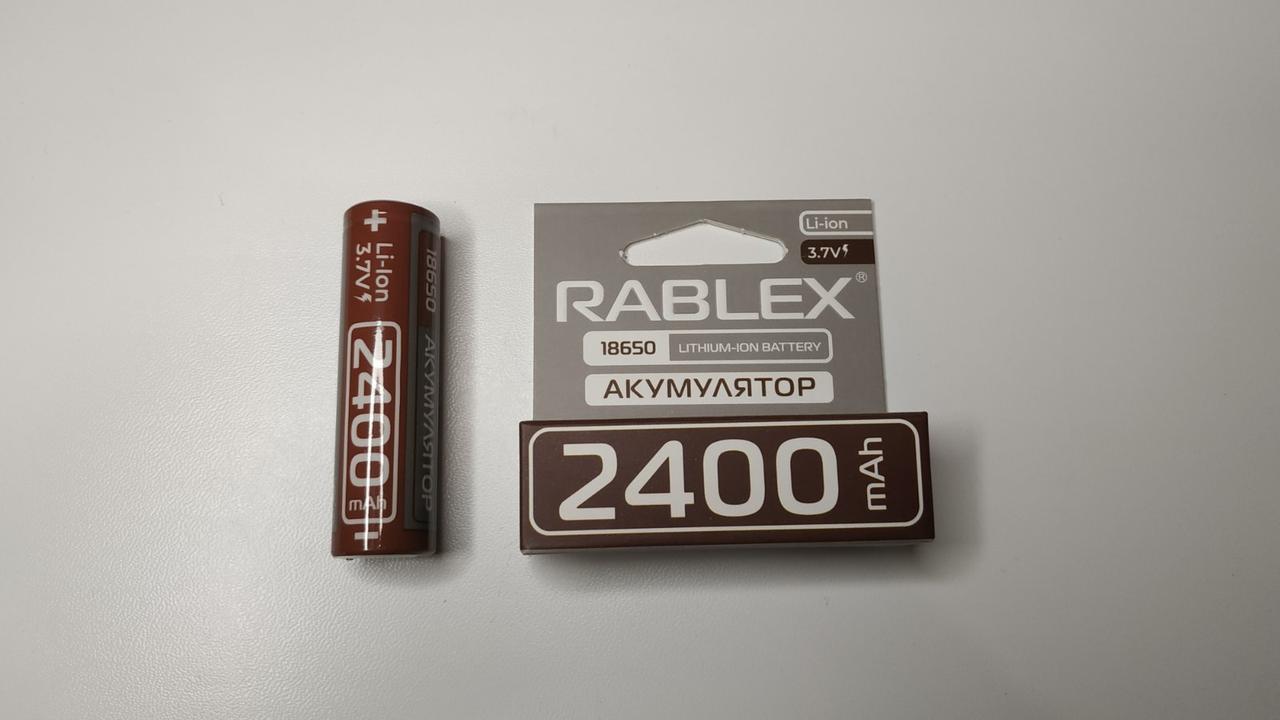 +
Li-Ion
3.7V
2400
mAh
18650
АКУМУЛЯТОР
Li-ion
3.7V
RABLEX®
18650 LITHIUM-ION BATTERY
АКУМУЛЯТОР
2400
mAh